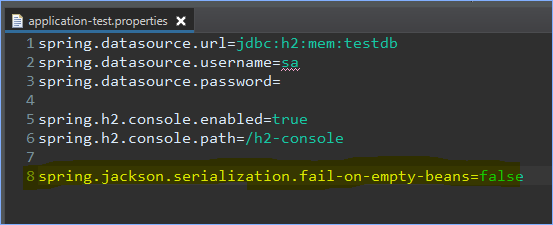 application-test.properties
1 spring.datasource.url=jdbc:h2:mem:testdb
2 spring.datasource.username=sa
3 spring.datasource.password=
4
5 spring.h2.console.enabled=true
6 spring.h2.console.path=/h2-console
7
8 spring.jackson.serialization.fail-on-empty-beans=false